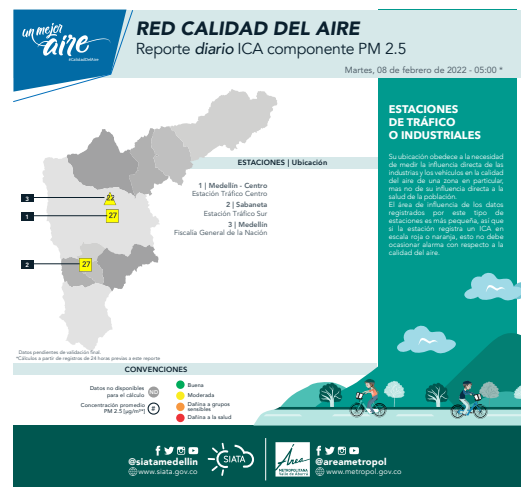 un mejor
aire
#CalidadDelAire
RED CALIDAD DEL AIRE
Reporte diario ICA componente PM 2.5
Martes, 08 de febrero de 2022 - 05:00 *
ESTACIONES
DE TRÁFICO
O INDUSTRIALES
Su ubicación obedece a la necesidad
de medir la influencia directa de las
industrias y los vehículos en la calidad
del aire de una zona en particular,
mas no de su influencia directa a la
salud de la población.
El área de influencia de los datos
registrados por este tipo de
estaciones es más pequeña, así que
si la estación registra un ICA en
escala roja o naranja, esto no debe
ocasionar alarma con respecto a la
calidad del aire.
ESTACIONES | Ubicación
1 | Medellín - Centro
Estación Tráfico Centro
2 | Sabaneta
Estación Tráfico Sur
3 | Medellín
Fiscalía General de la Nación
3
22
1
27
2
27
Datos pendientes de validación final.
*Cálculos a partir de registros de 24 horas previas a este reporte
CONVENCIONES
Datos no disponibles
para el cálculo
Concentración promedio
PM 2.5 [µg/m³]
#
Buena
Moderada
Dañina a grupos
sensibles
Dañina a la salud
@siatamedellin
www.siata.gov.co
SIATA
Área
METROPOLITANA
Valle de Aburrá
@areametropol
www.metropol.gov.co